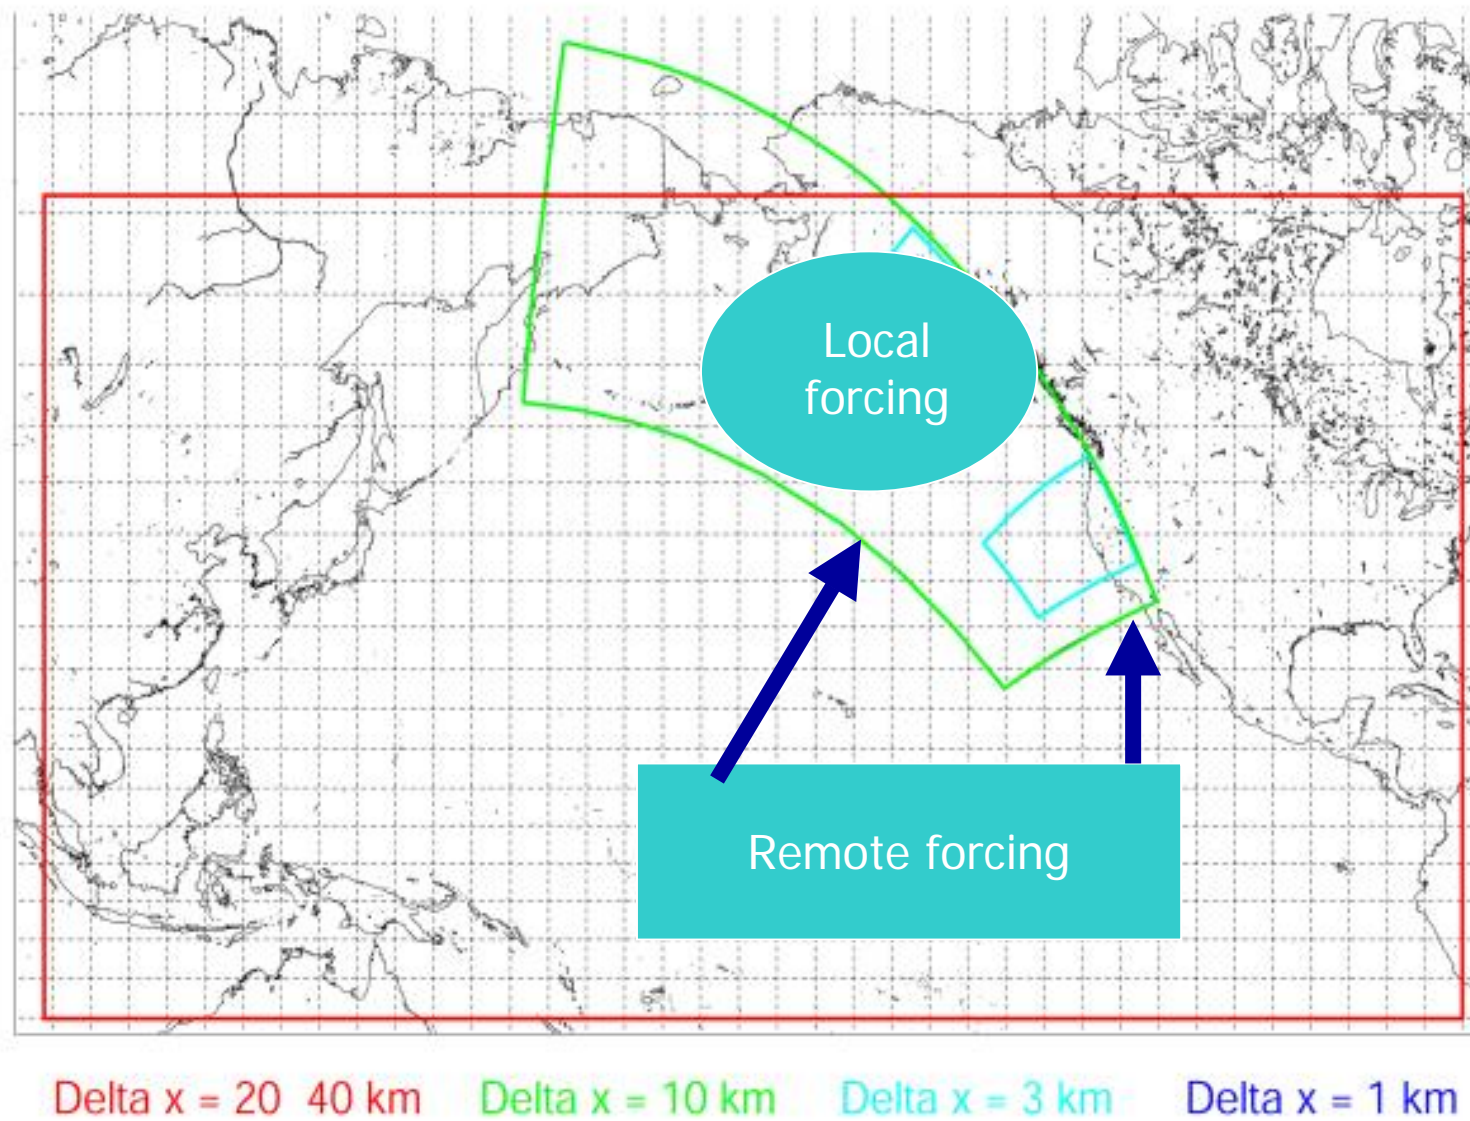 Local
forcing
Remote forcing
Delta x = 20 40 km Delta x = 10 km Delta x = 3 km Delta x = 1 km